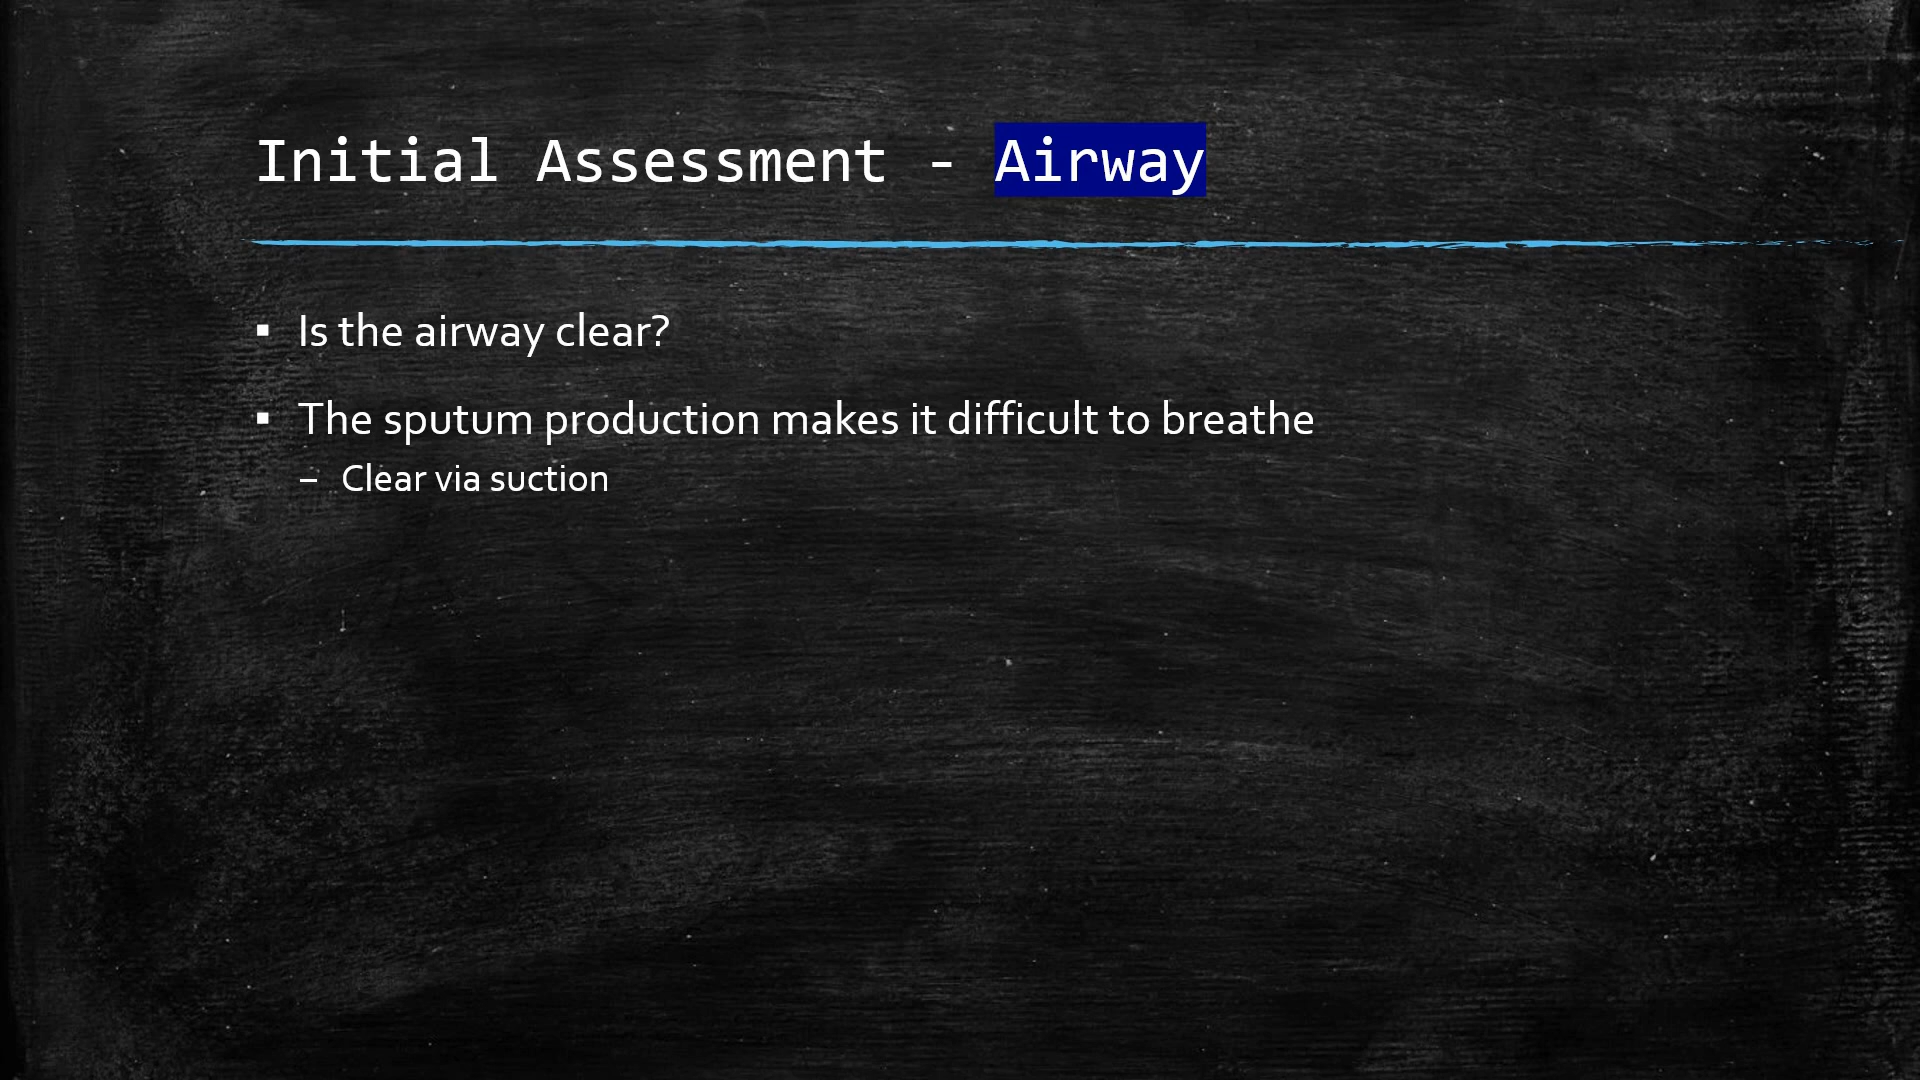 Initial Assessment - Airway
▪ Is the airway clear?
▪ The sputum production makes it difficult to breathe
– Clear via suction